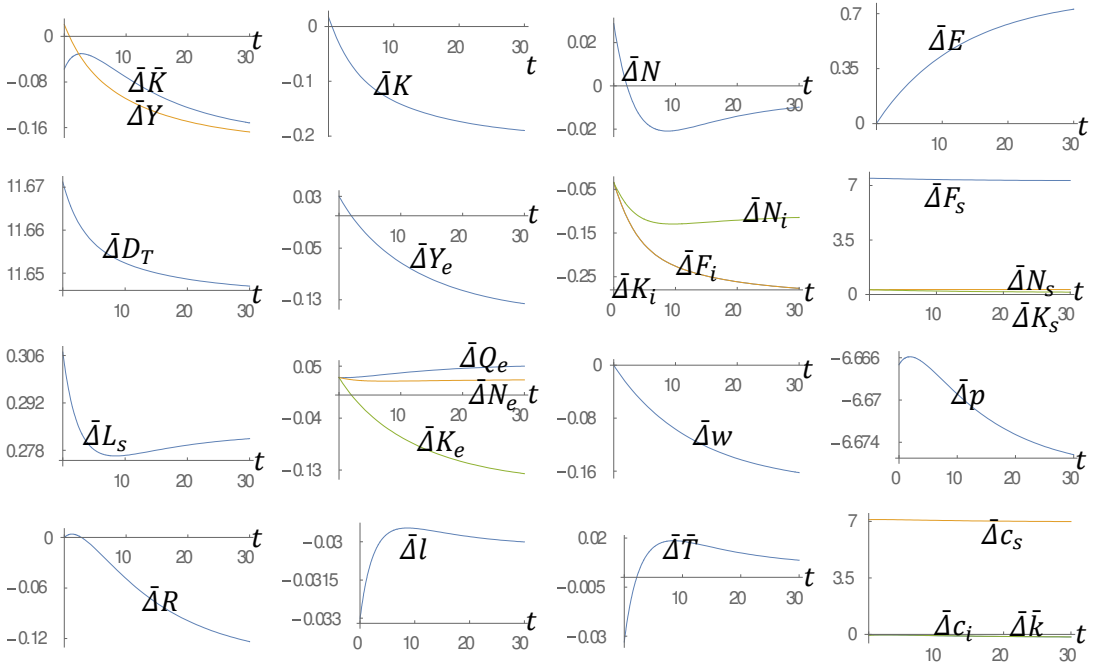 0 t 10 20 30 −0.08 −0.16 Δ̄K̄ Δ̄Y
0 10 20 30 t −0.1 −0.2 Δ̄K
0.02 0 −0.02 10 20 30 t Δ̄N
0.7 0.35 0 10 20 30 t Δ̄E
11.67 11.66 11.65 10 20 30 t Δ̄D_T
0.03 −0.05 −0.13 10 20 30 t Δ̄Y_e
−0.05 −0.15 −0.25 10 20 30 t Δ̄N_i Δ̄F_i Δ̄K_i
7 3.5 0 10 20 30 t Δ̄F_s Δ̄N_s Δ̄K_s
0.306 0.292 0.278 10 20 30 t Δ̄L_s
0.05 −0.04 −0.13 10 20 30 t Δ̄Q_e Δ̄N_e Δ̄K_e
0 −0.08 −0.16 10 20 30 t Δ̄w
−6.666 −6.67 −6.674 0 10 20 30 t Δ̄p
0 −0.06 −0.12 10 20 30 t Δ̄R
−0.03 −0.0315 −0.033 0 10 20 30 t Δ̄l
0.02 −0.005 −0.03 10 20 30 t Δ̄T̄
7 3.5 0 10 20 30 t Δ̄c_s Δ̄c_i Δ̄k̄